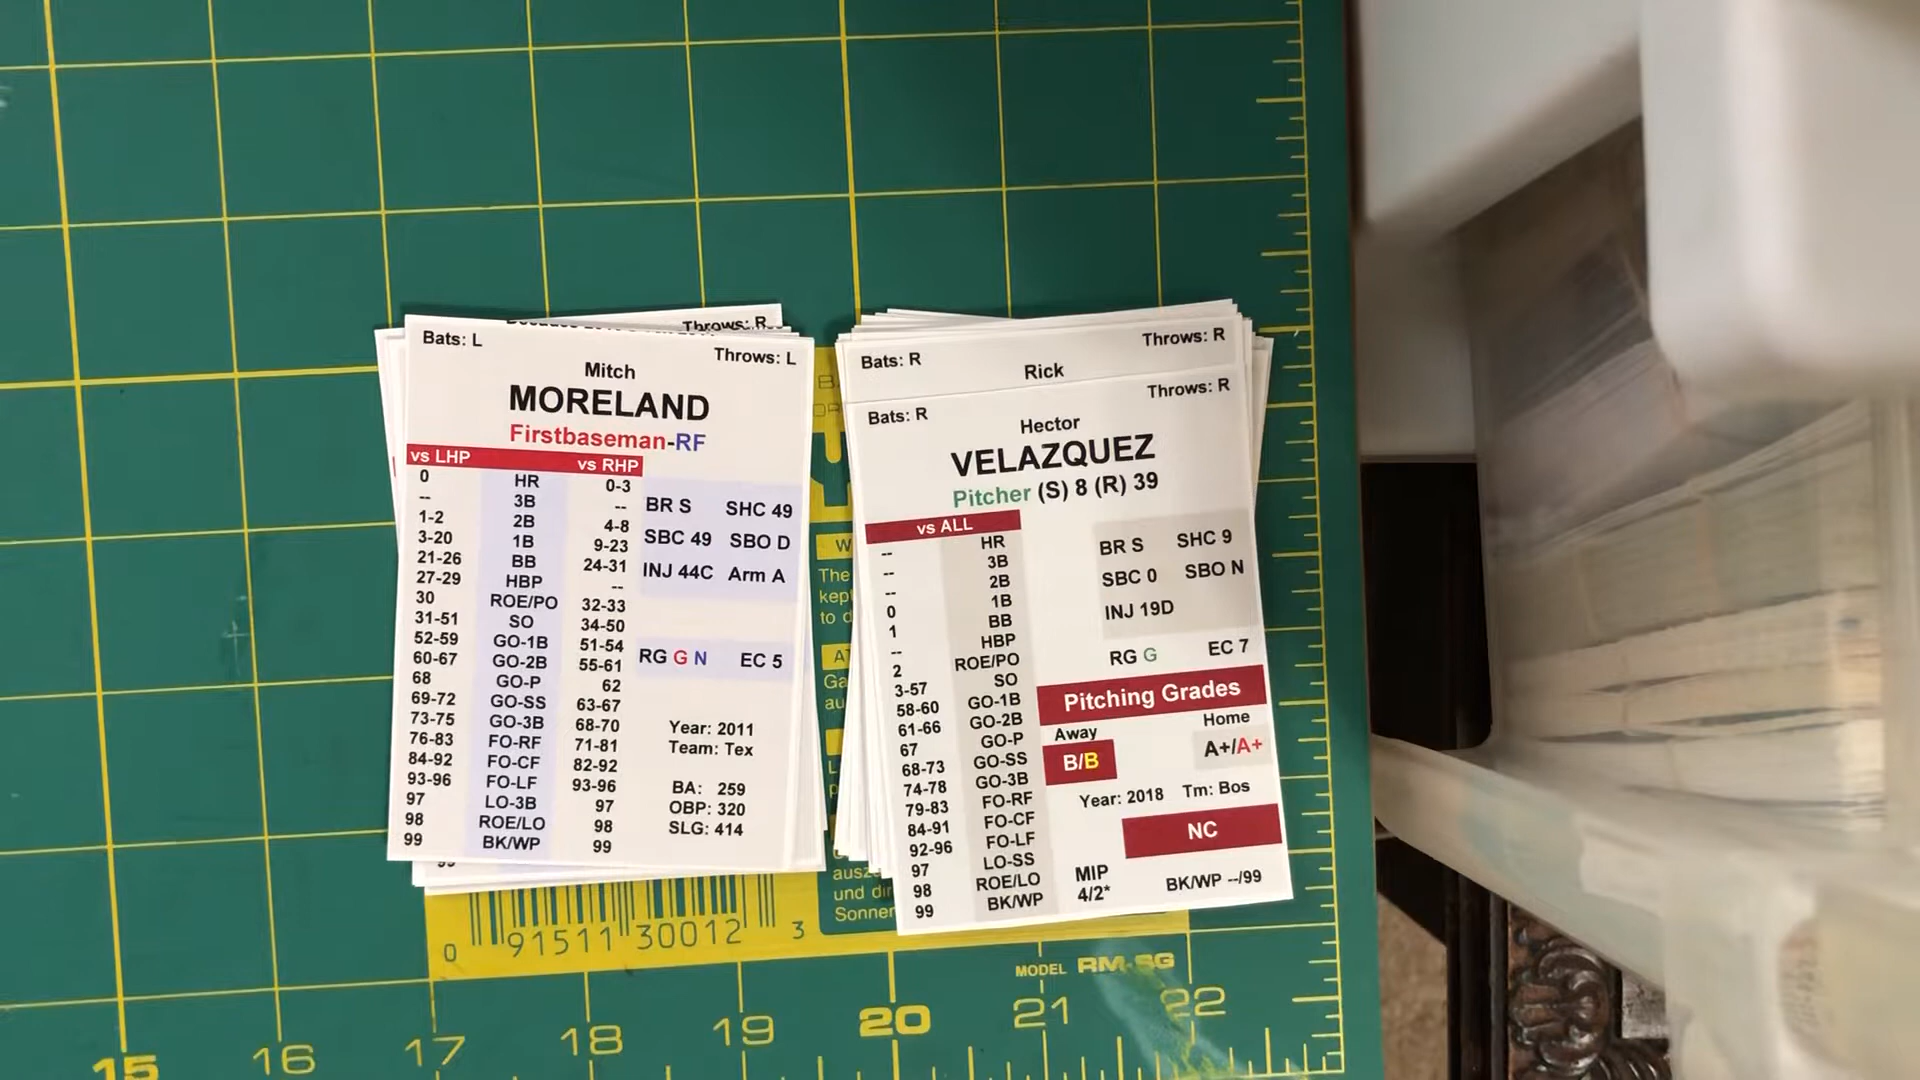 Throws: R
Bats: L
Throws: L
Mitch
MORELAND
Firstbaseman-RF
vs LHP vs RHP
0 HR 0-3
-- 3B --
1-2 2B 4-8
3-20 1B 9-23
21-26 BB 24-31
27-29 HBP --
30 ROE/PO 32-33
31-51 SO 34-50
52-59 GO-1B 51-54
60-67 GO-2B 55-61
68 GO-P 62
69-72 GO-SS 63-67
73-75 GO-3B 68-70
76-83 FO-RF 71-81
84-92 FO-CF 82-92
93-96 FO-LF 93-96
97 LO-3B 97
98 ROE/LO 98
99 BK/WP 99
BR S SHC 49
SBC 49 SBO D
INJ 44C Arm A
RG G N EC 5
Year: 2011
Team: Tex
BA: 259
OBP: 320
SLG: 414
99
Bats: R
Throws: R
Rick
Bats: R
Throws: R
Hector
VELAZQUEZ
Pitcher (S) 8 (R) 39
vs ALL
-- HR
-- 3B
-- 2B
0 1B
1 BB
-- HBP
2 ROE/PO
3-57 SO
58-60 GO-1B
61-66 GO-2B
67 GO-P
68-73 GO-SS
74-78 GO-3B
79-83 FO-RF
84-91 FO-CF
92-96 FO-LF
97 LO-SS
98 ROE/LO
99 BK/WP
BR S SHC 9
SBC 0 SBO N
INJ 19D
RG G EC 7
Pitching Grades
Away Home
B/B A+/A+
Year: 2018 Tm: Bos
NC
MIP
4/2*
BK/WP --/99
W
The
kept
to d
Ga
au
und di
Sonner
0 91511 30012 3
MODEL RM-SG
15 16 17 18 19 20 21 22